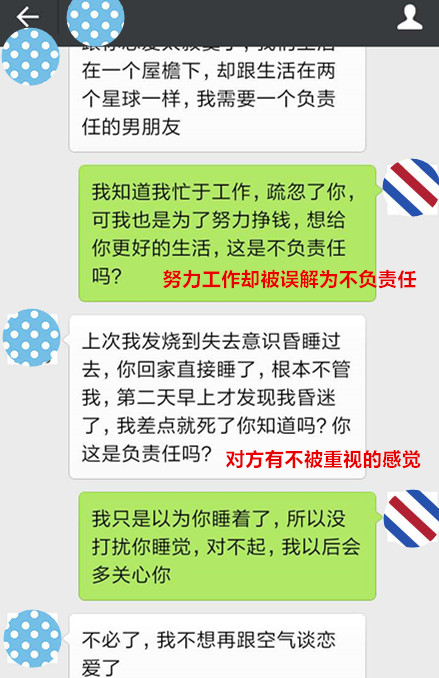 在一个屋檐下，却跟生活在两
个星球一样，我需要一个负责
任的男朋友
我知道我忙于工作，疏忽了你，
可我也是为了努力挣钱，想给
你更好的生活，这是不负责任
吗？
努力工作却被误解为不负责任
上次我发烧到失去意识昏睡过
去，你回家直接睡了，根本不管
我，第二天早上才发现我昏迷
了，我差点就死了你知道吗？你
这是负责任吗？
对方有不被重视的感觉
我只是以为你睡着了，所以没
打扰你睡觉，对不起，我以后会
多关心你
不必了，我不想再跟空气谈恋
爱了